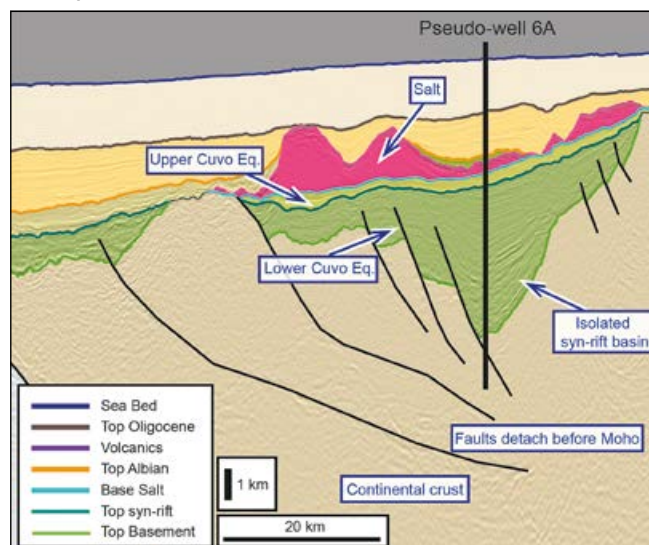 Pseudo-well 6A
Salt
Upper Cuvo Eq.
Lower Cuvo Eq.
Isolated
syn-rift basin
Faults detach before Moho
Continental crust
Sea Bed
Top Oligocene
Volcanics
Top Albian
Base Salt
Top syn-rift
Top Basement
1 km
20 km